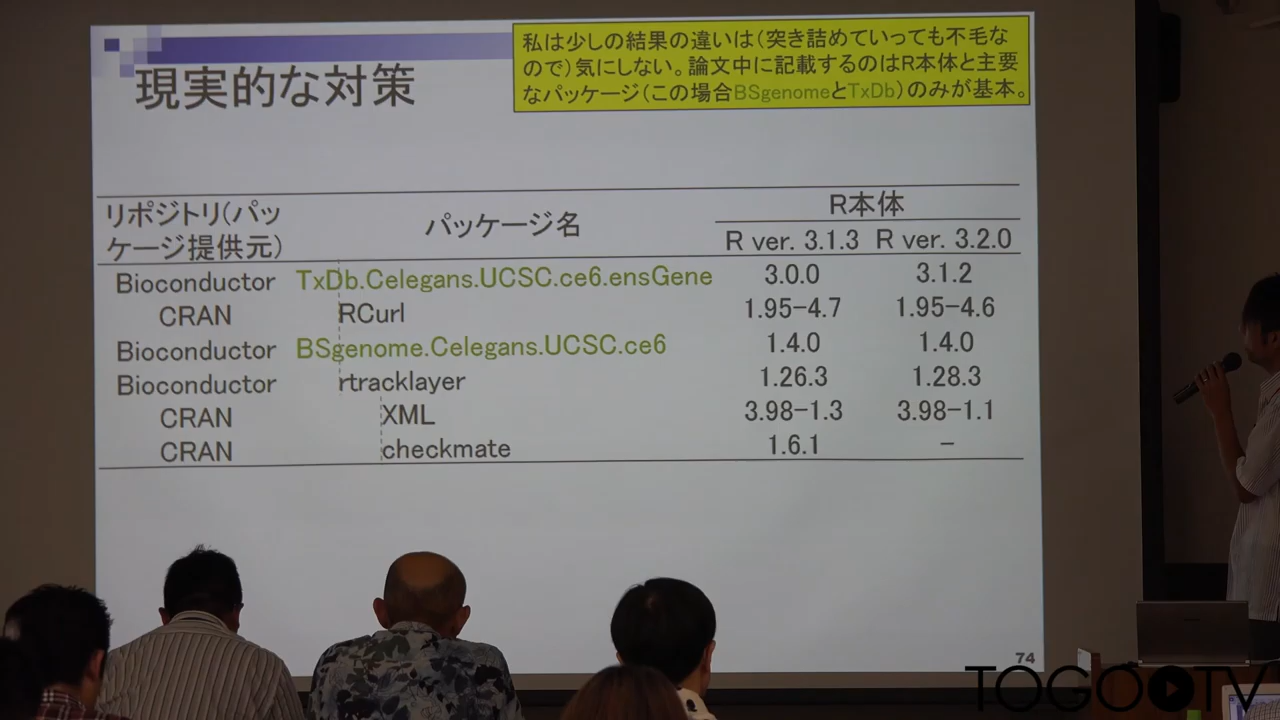 現実的な対策
私は少しの結果の違いは(突き詰めていっても不毛な
ので)気にしない。論文中に記載するのはR本体と主要
なパッケージ(この場合BSgenomeとTxDb)のみが基本。
リポジトリ(パッ
ケージ提供元)
パッケージ名
R本体
R ver. 3.1.3 R ver. 3.2.0
Bioconductor TxDb.Celegans.UCSC.ce6.ensGene 3.0.0 3.1.2
CRAN RCurl 1.95-4.7 1.95-4.6
Bioconductor BSgenome.Celegans.UCSC.ce6 1.4.0 1.4.0
Bioconductor rtracklayer 1.26.3 1.28.3
CRAN XML 3.98-1.3 3.98-1.1
CRAN checkmate 1.6.1 -
74
TOGO TV